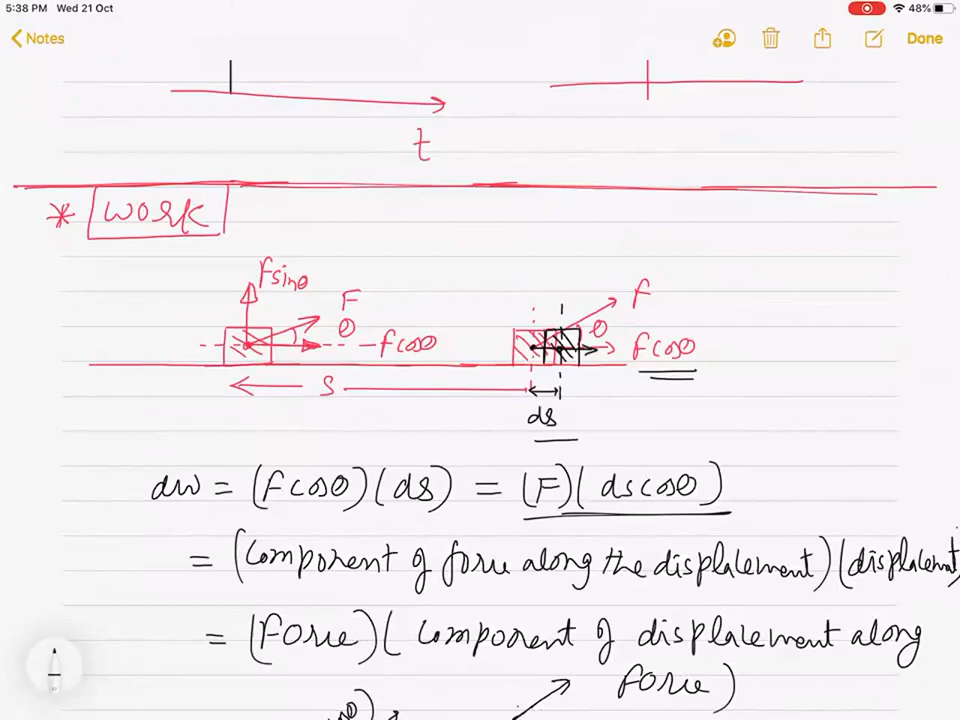 5:38 PM Wed 21 Oct
48%
Notes
Done
t
* WORK
Fsinθ
F
θ
Fcosθ
F
θ
Fcosθ
S
ds
dw = (Fcosθ)(ds) = (F)(dscosθ)
= (Component of force along the displacement)(displacement)
= (Force)(Component of displacement along
Force)